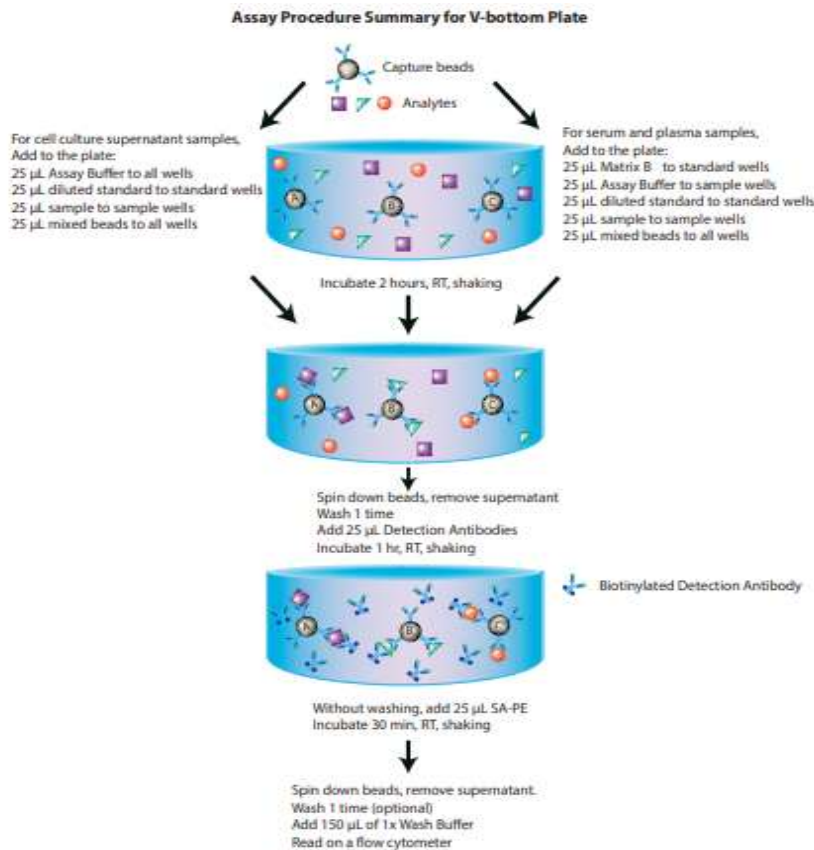 Assay Procedure Summary for V-bottom Plate
Capture beads
Analytes
For cell culture supernatant samples,
Add to the plate:
25 µL Assay Buffer to all wells
25 µL diluted standard to standard wells
25 µL sample to sample wells
25 µL mixed beads to all wells
For serum and plasma samples,
Add to the plate:
25 µL Matrix B to standard wells
25 µL Assay Buffer to sample wells
25 µL diluted standard to standard wells
25 µL sample to sample wells
25 µL mixed beads to all wells
A
B
C
Incubate 2 hours, RT, shaking
A
B
C
Spin down beads, remove supernatant
Wash 1 time
Add 25 µL Detection Antibodies
Incubate 1 hr, RT, shaking
Biotinylated Detection Antibody
A
B
C
Without washing, add 25 µL SA-PE
Incubate 30 min, RT, shaking
Spin down beads, remove supernatant.
Wash 1 time (optional)
Add 150 µL of 1x Wash Buffer
Read on a flow cytometer